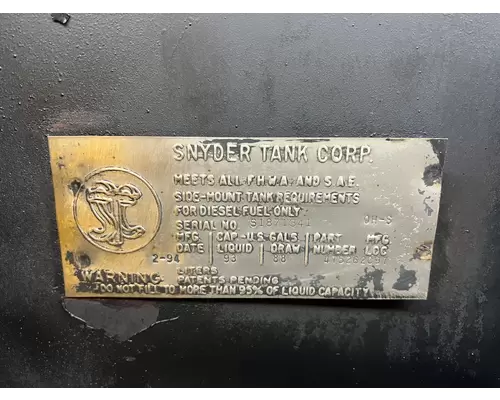 SNYDER TANK CORP.
MEETS ALL F.H.W.A. AND S.A.E.
SIDE-MOUNT TANK REQUIREMENTS
FOR DIESEL FUEL ONLY
SERIAL NO OH-S
MFG. CAP.-U.S. GALS PART MFG.
DATE LIQUID DRAW NUMBER LOC
2-94 93 88
LITERS
WARNING PATENTS PENDING
DO NOT FILL TO MORE THAN 95% OF LIQUID CAPACITY